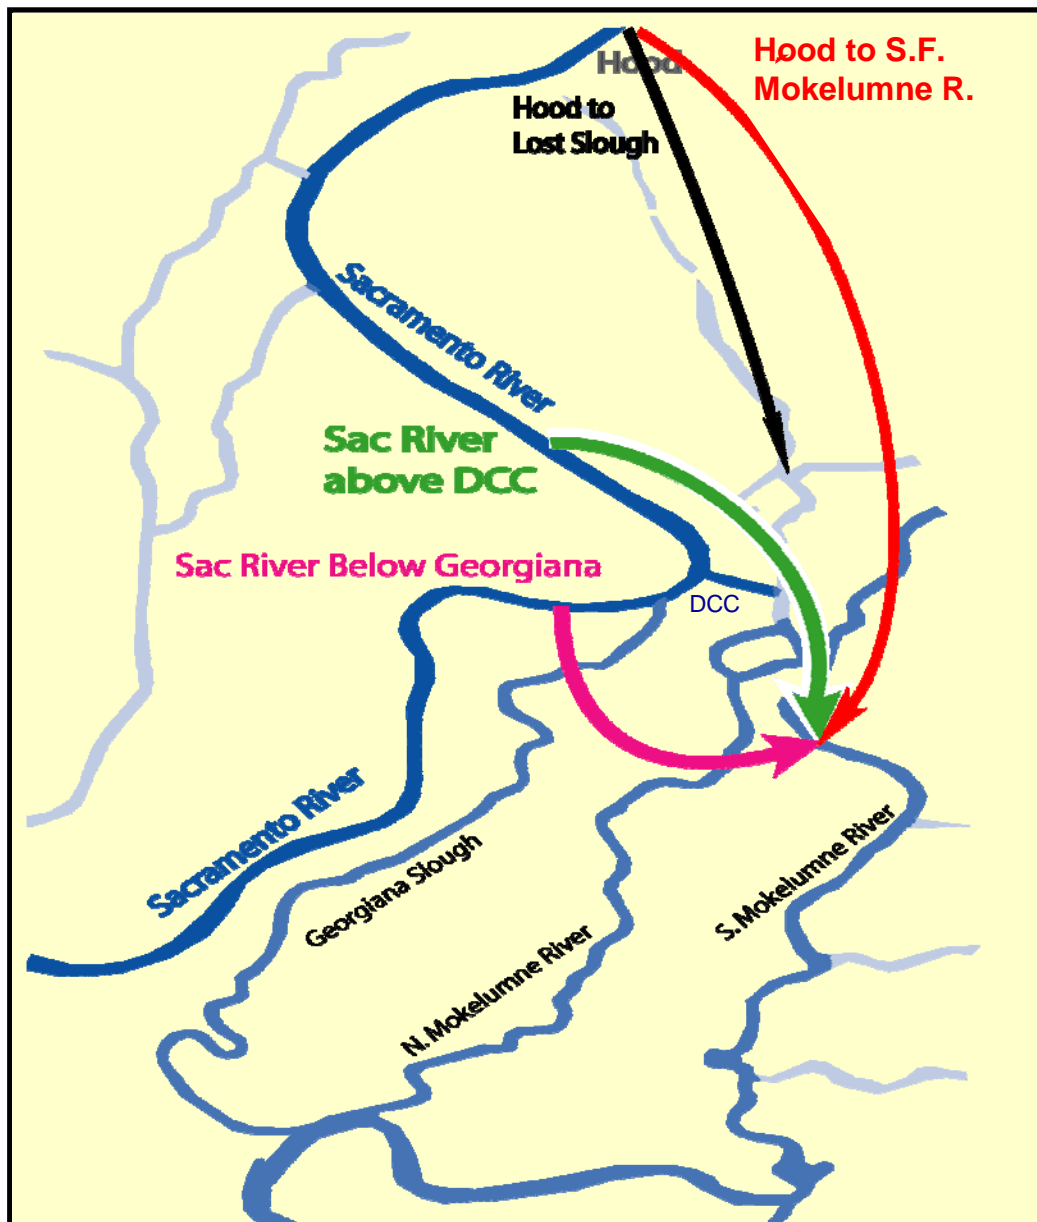 Hood
Hood to S.F.
Mokelumne R.
Hood to
Lost Slough
Sacramento River
Sac River
above DCC
Sac River Below Georgiana
DCC
Sacramento River
Georgiana Slough
N. Mokelumne River
S. Mokelumne River